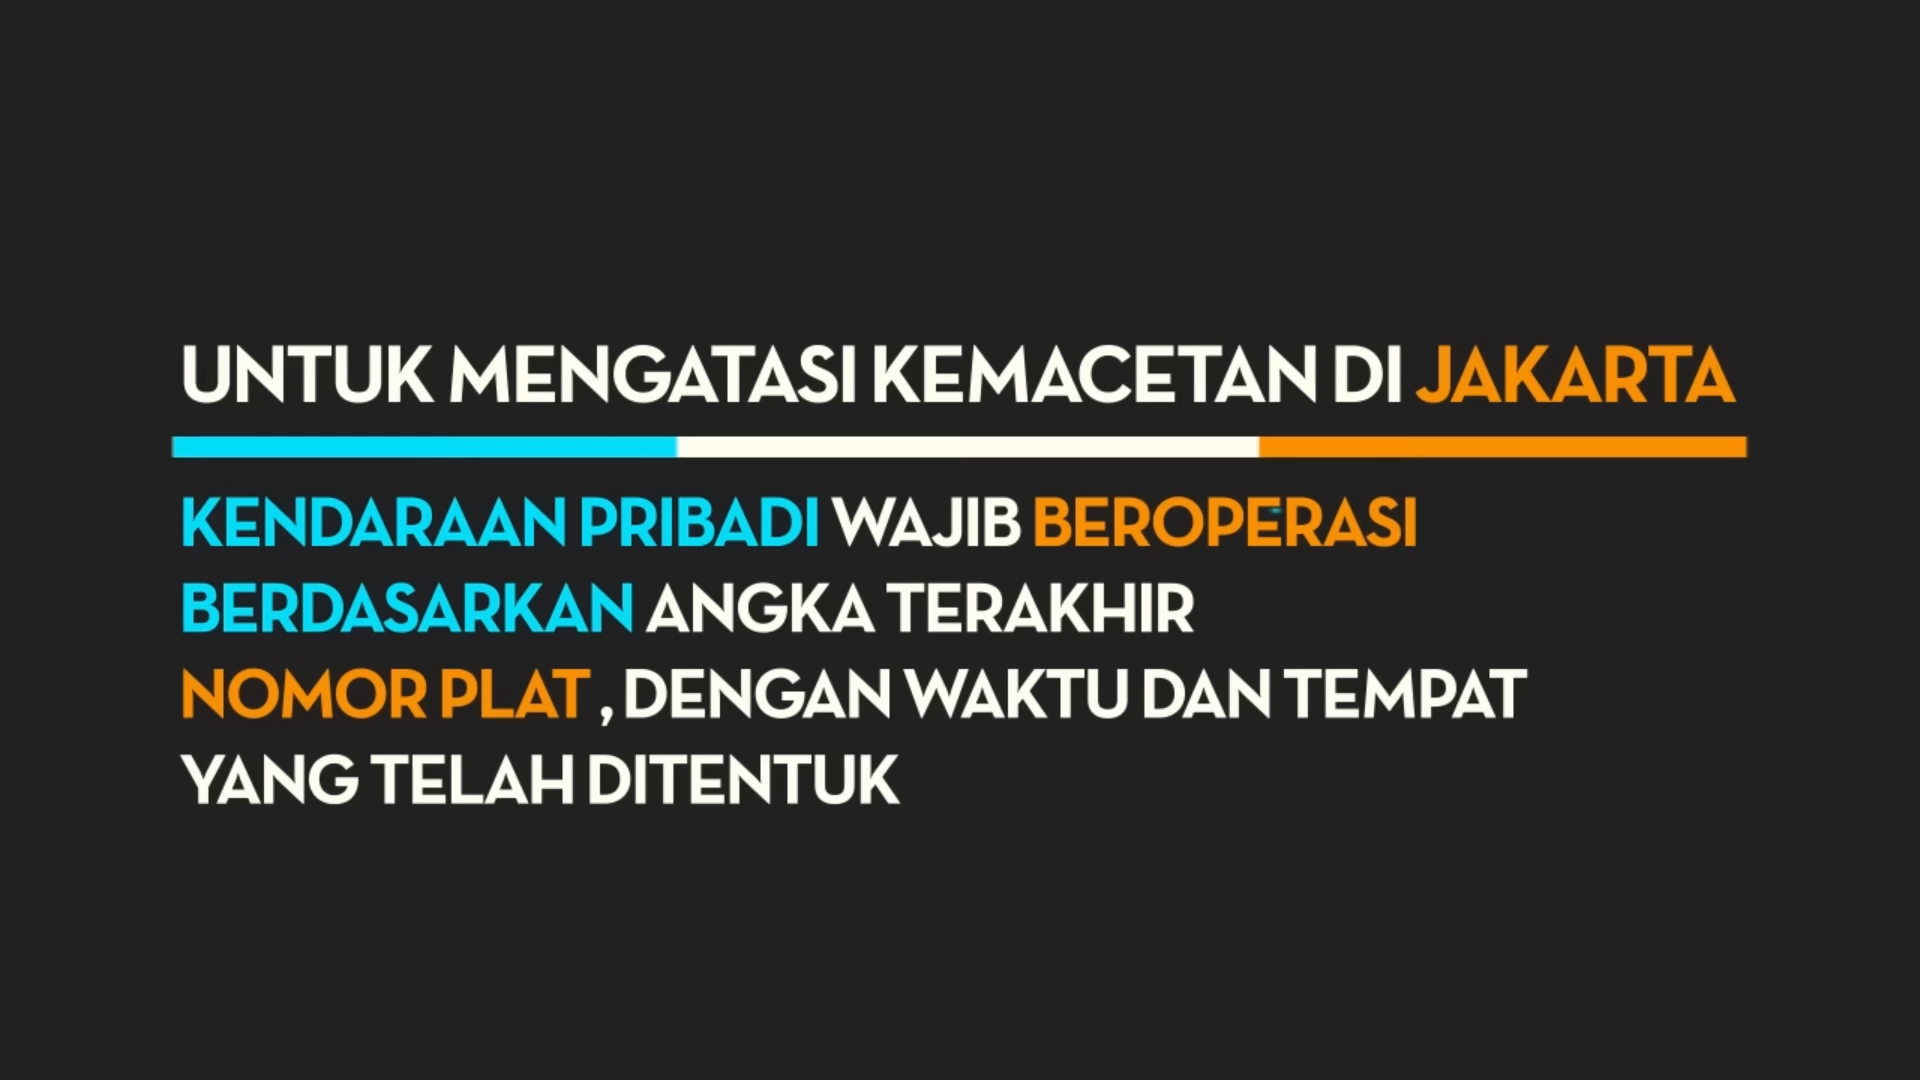 UNTUK MENGATASI KEMACETAN DI JAKARTA
KENDARAAN PRIBADI WAJIB BEROPERASI
BERDASARKAN ANGKA TERAKHIR
NOMOR PLAT , DENGAN WAKTU DAN TEMPAT
YANG TELAH DITENTUK